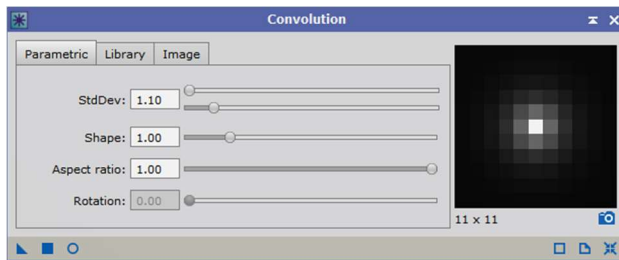 Convolution
Parametric Library Image
StdDev: 1.10
Shape: 1.00
Aspect ratio: 1.00
Rotation: 0.00
11 x 11